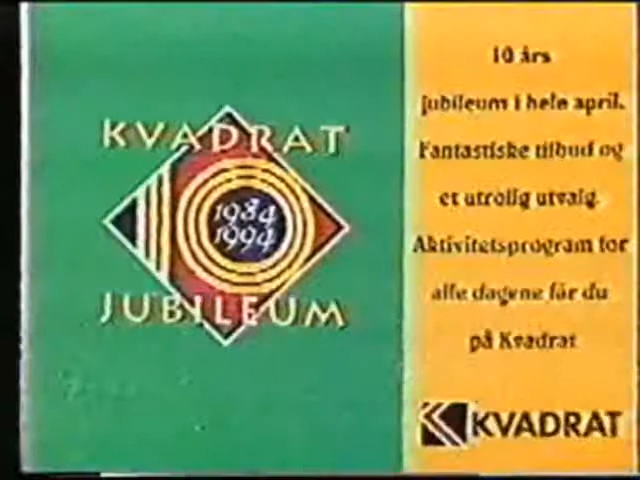 KVADRAT
1984
1994
JUBILEUM
10 års
jubileum i hele april.
Fantastiske tilbud og
et utrolig utvalg.
Aktivitetsprogram for
alle dagene får du
på Kvadrat
KVADRAT